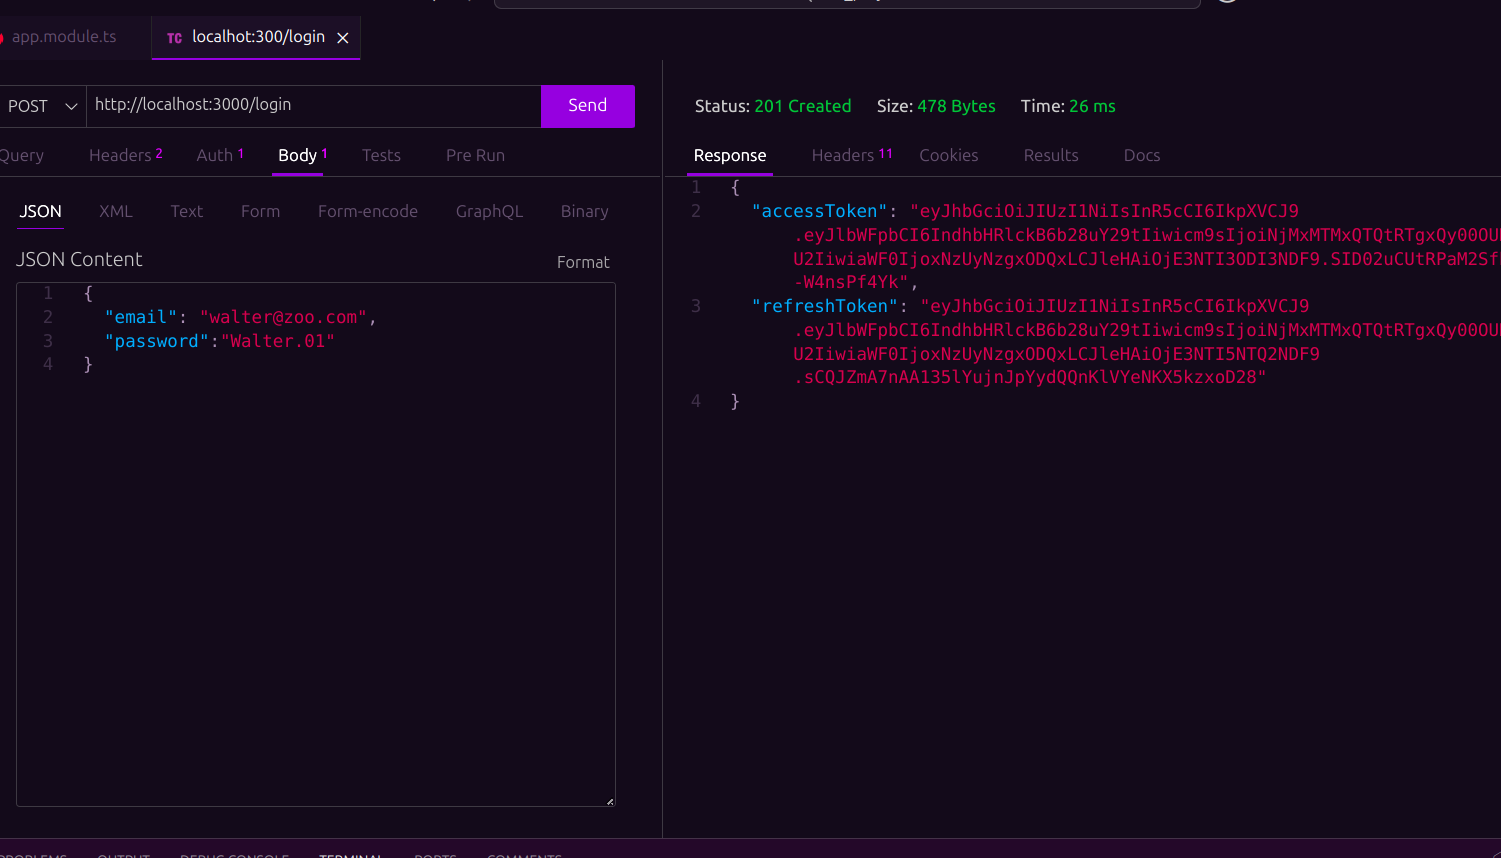 app.module.ts
TC localhot:300/login
POST http://localhost:3000/login Send
Status: 201 Created Size: 478 Bytes Time: 26 ms
Query Headers 2 Auth 1 Body 1 Tests Pre Run
Response Headers 11 Cookies Results Docs
JSON XML Text Form Form-encode GraphQL Binary
JSON Content
Format
1 {
2 "email": "walter@zoo.com",
3 "password":"Walter.01"
4 }
1 {
2 "accessToken": "eyJhbGciOiJIUzI1NiIsInR5cCI6IkpXVCJ9
.eyJlbWFpbCI6IndhbHRlckB6b28uY29tIiwicm9sIjoiNjMxMTMxQTQtRTgxQy00OU
U2IiwiaWF0IjoxNzUyNzgxODQxLCJleHAiOjE3NTI3ODI3NDF9.SID02uCUtRPaM2Sf
-W4nsPf4Yk",
3 "refreshToken": "eyJhbGciOiJIUzI1NiIsInR5cCI6IkpXVCJ9
.eyJlbWFpbCI6IndhbHRlckB6b28uY29tIiwicm9sIjoiNjMxMTMxQTQtRTgxQy00OU
U2IiwiaWF0IjoxNzUyNzgxODQxLCJleHAiOjE3NTI5NTQ2NDF9
.sCQJZmA7nAA135lYujnJpYydQQnKlVYeNKX5kzxoD28"
4 }
PROBLEMS OUTPUT DEBUG CONSOLE TERMINAL PORTS COMMENTS